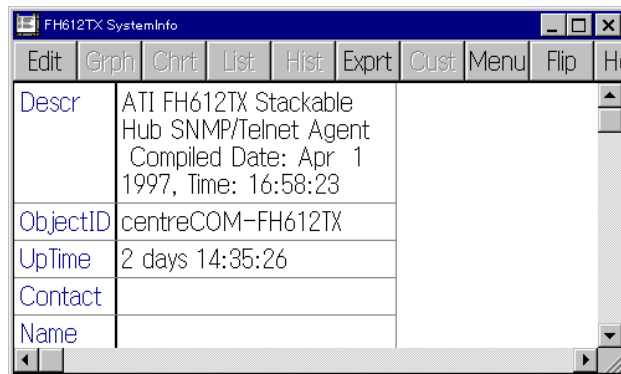 FH612TX SystemInfo
Edit Grph Chrt List Hist Exprt Cust Menu Flip
Descr ATI FH612TX Stackable
Hub SNMP/Telnet Agent
Compiled Date: Apr 1
1997, Time: 16:58:23
ObjectID centreCOM-FH612TX
UpTime 2 days 14:35:26
Contact
Name